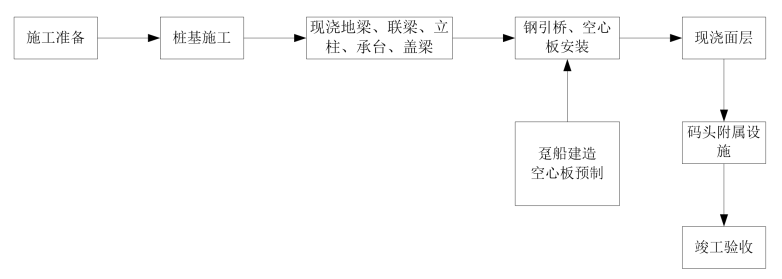 施工准备
桩基施工
现浇地梁、联梁、立
柱、承台、盖梁
钢引桥、空心
板安装
现浇面层
趸船建造
空心板预制
码头附属设
施
竣工验收